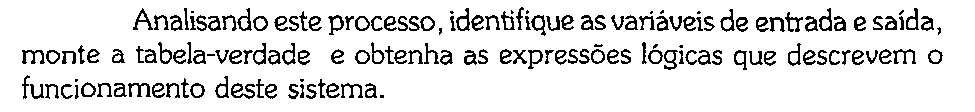 Analisando este processo, identifique as variáveis de entrada e saída,
monte a tabela-verdade e obtenha as expressões lógicas que descrevem o
funcionamento deste sistema.